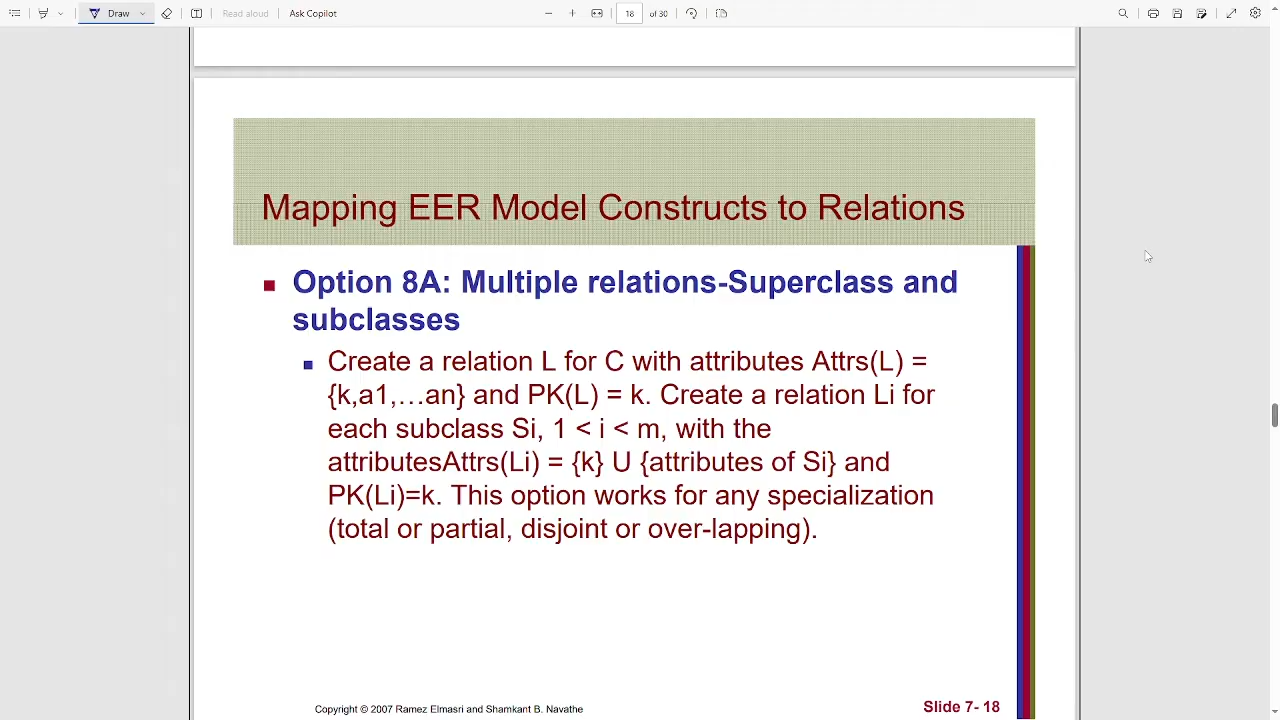 Draw
Read aloud
Ask Copilot
18 of 30
Mapping EER Model Constructs to Relations
Option 8A: Multiple relations-Superclass and
subclasses
Create a relation L for C with attributes Attrs(L) =
{k,a1,…an} and PK(L) = k. Create a relation Li for
each subclass Si, 1 < i < m, with the
attributesAttrs(Li) = {k} U {attributes of Si} and
PK(Li)=k. This option works for any specialization
(total or partial, disjoint or over-lapping).
Copyright © 2007 Ramez Elmasri and Shamkant B. Navathe
Slide 7- 18